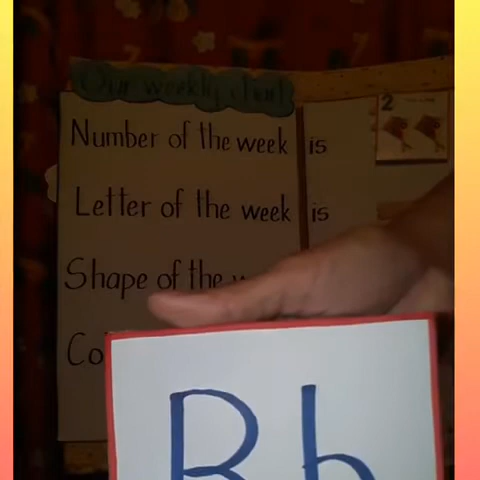 Our weekly chart
Number of the week is
2
Letter of the week is
Shape of the
Co
Bb